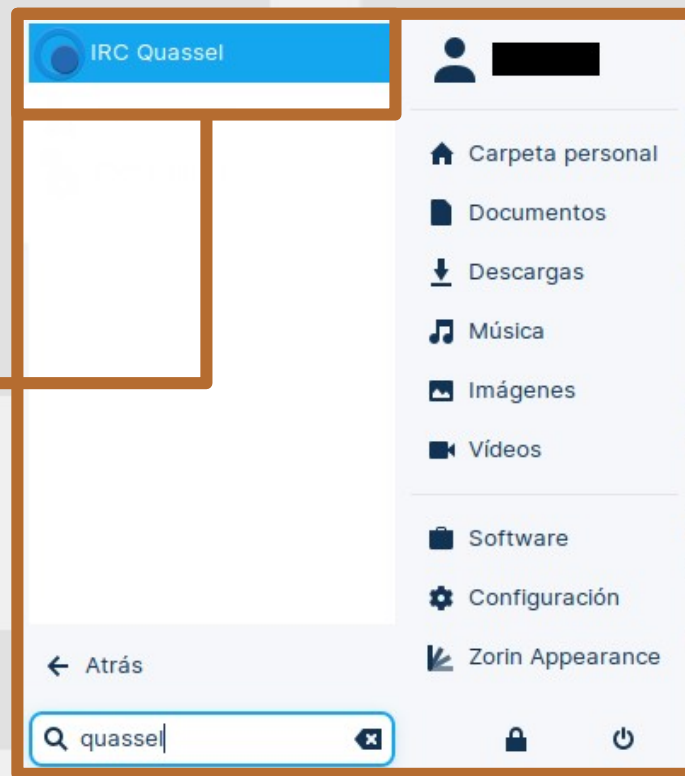 IRC Quassel
Carpeta personal
Documentos
Descargas
Música
Imágenes
Vídeos
Software
Configuración
Zorin Appearance
Atrás
quassel